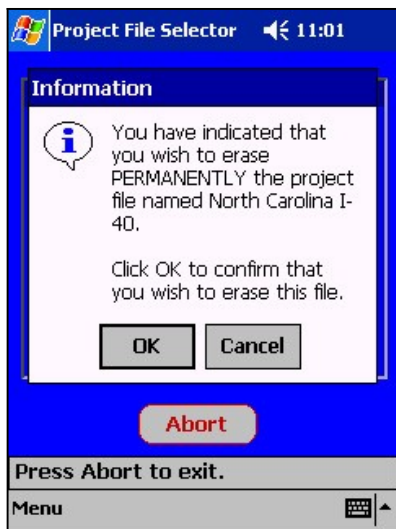 Project File Selector 11:01
Information
You have indicated that
you wish to erase
PERMANENTLY the project
file named North Carolina I-
40.
Click OK to confirm that
you wish to erase this file.
OK Cancel
Abort
Press Abort to exit.
Menu